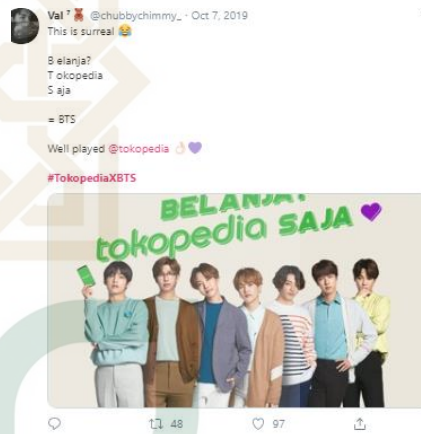 Val ⁷ @chubbychimmy_ · Oct 7, 2019
This is surreal 😂
B elanja?
T okopedia
S aja
= BTS
Well played @tokopedia 👌🏻💜
#TokopediaXBTS
BELANJA?
tokopedia SAJA
48 97